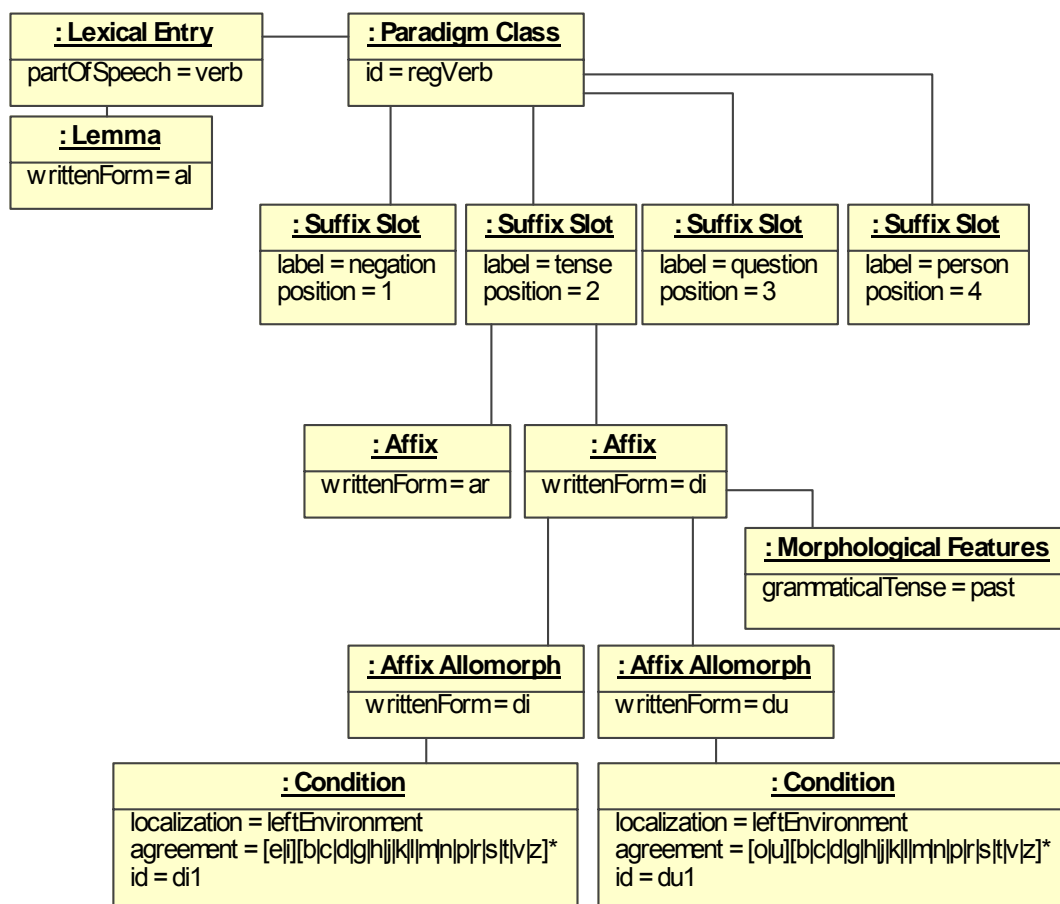 : Lexical Entry
partOfSpeech = verb
: Paradigm Class
id = regVerb
: Lemma
writtenForm = al
: Suffix Slot
label = negation
position = 1
: Suffix Slot
label = tense
position = 2
: Suffix Slot
label = question
position = 3
: Suffix Slot
label = person
position = 4
: Affix
writtenForm = ar
: Affix
writtenForm = di
: Morphological Features
grammaticalTense = past
: Affix Allomorph
writtenForm = di
: Affix Allomorph
writtenForm = du
: Condition
localization = leftEnvironment
agreement = [e|i][b|c|d|g|h|j|k|l|m|n|p|r|s|t|v|z]*
id = di1
: Condition
localization = leftEnvironment
agreement = [o|u][b|c|d|g|h|j|k|l|m|n|p|r|s|t|v|z]*
id = du1